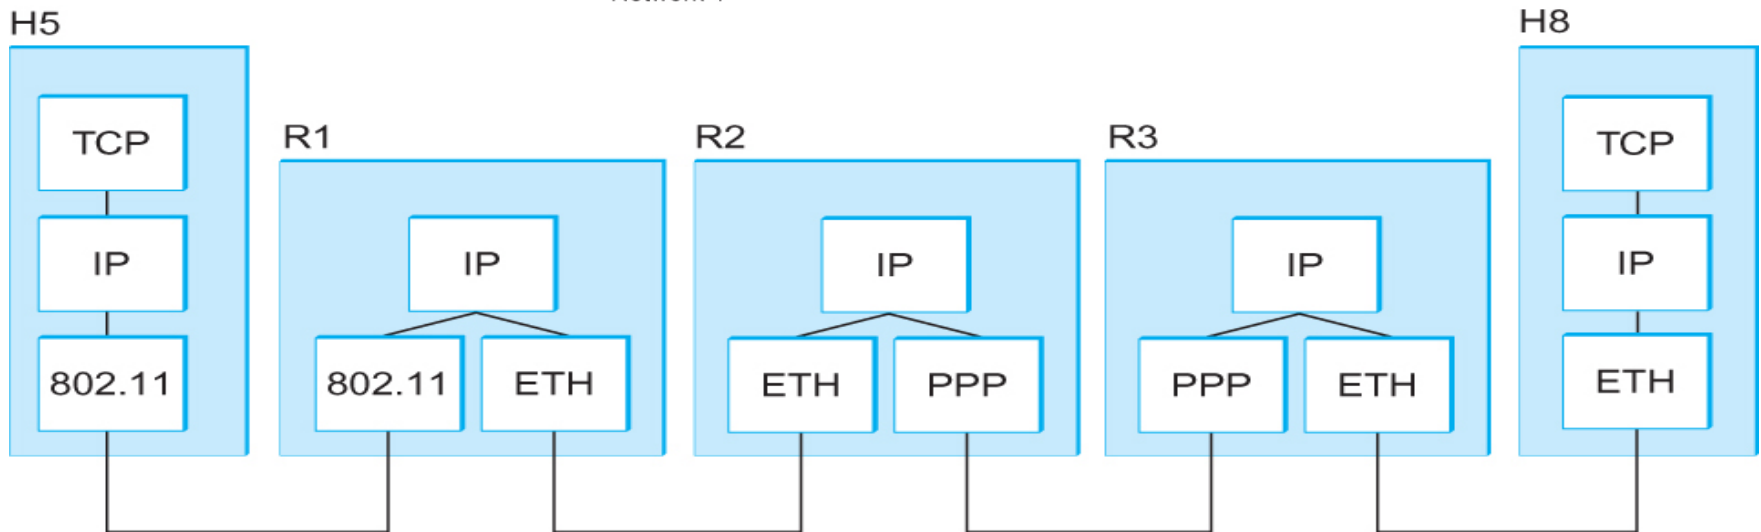 H5
H8
TCP
R1
R2
R3
TCP
IP
IP
IP
IP
IP
802.11
802.11
ETH
ETH
PPP
PPP
ETH
ETH